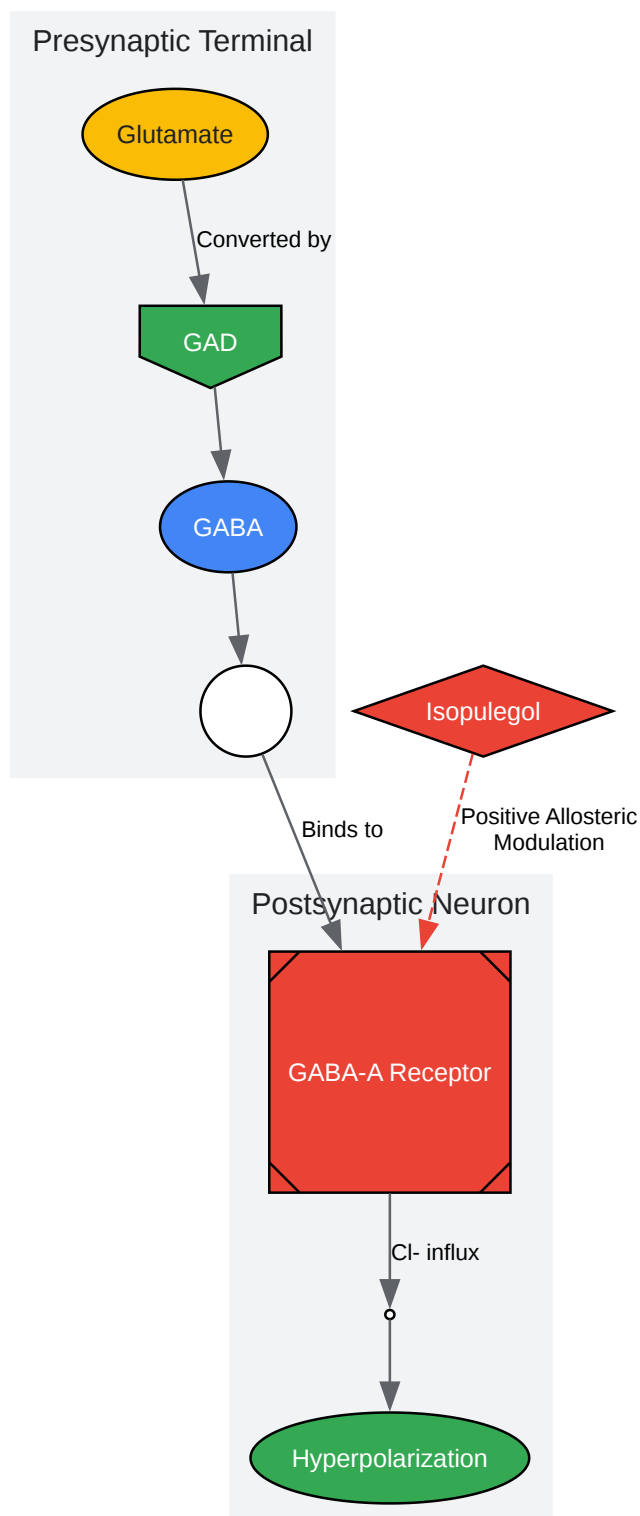 Presynaptic Terminal
Glutamate
Converted by
GAD
GABA
Isopulegol
Binds to
Positive Allosteric
Modulation
Postsynaptic Neuron
GABA-A Receptor
Cl- influx
Hyperpolarization